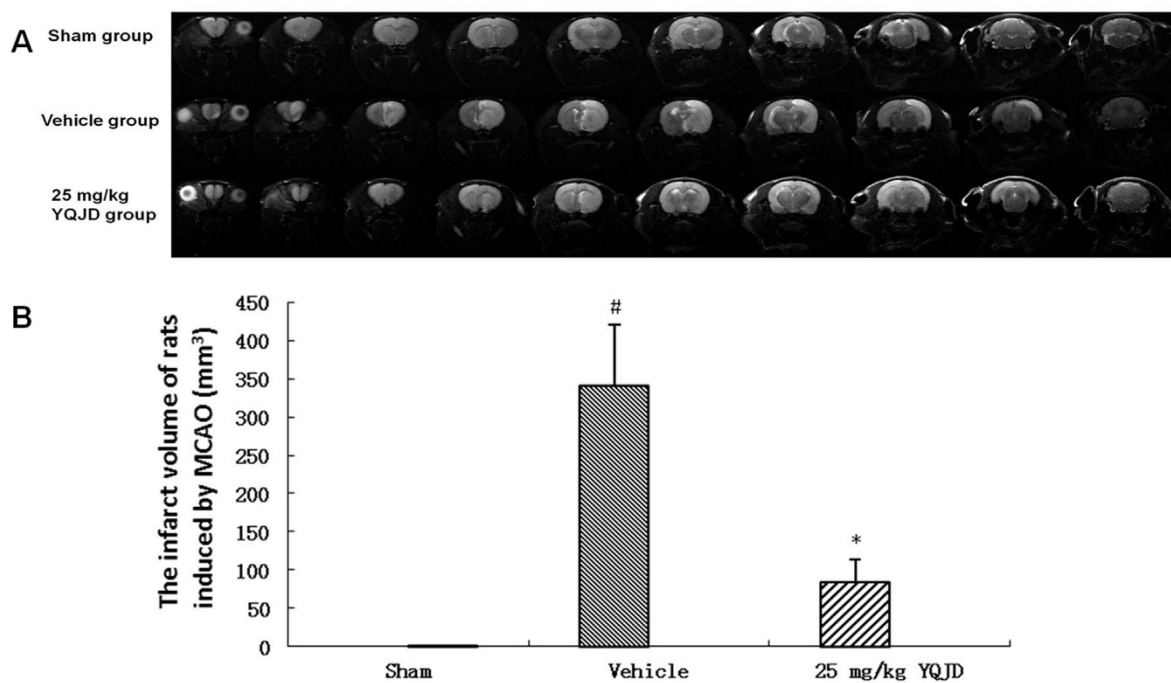 A
Sham group
Vehicle group
25 mg/kg
YQJD group
B
The infarct volume of rats
induced by MCAO (mm³)
450
400
350
300
250
200
150
100
50
0
#
*
Sham
Vehicle
25 mg/kg YQJD